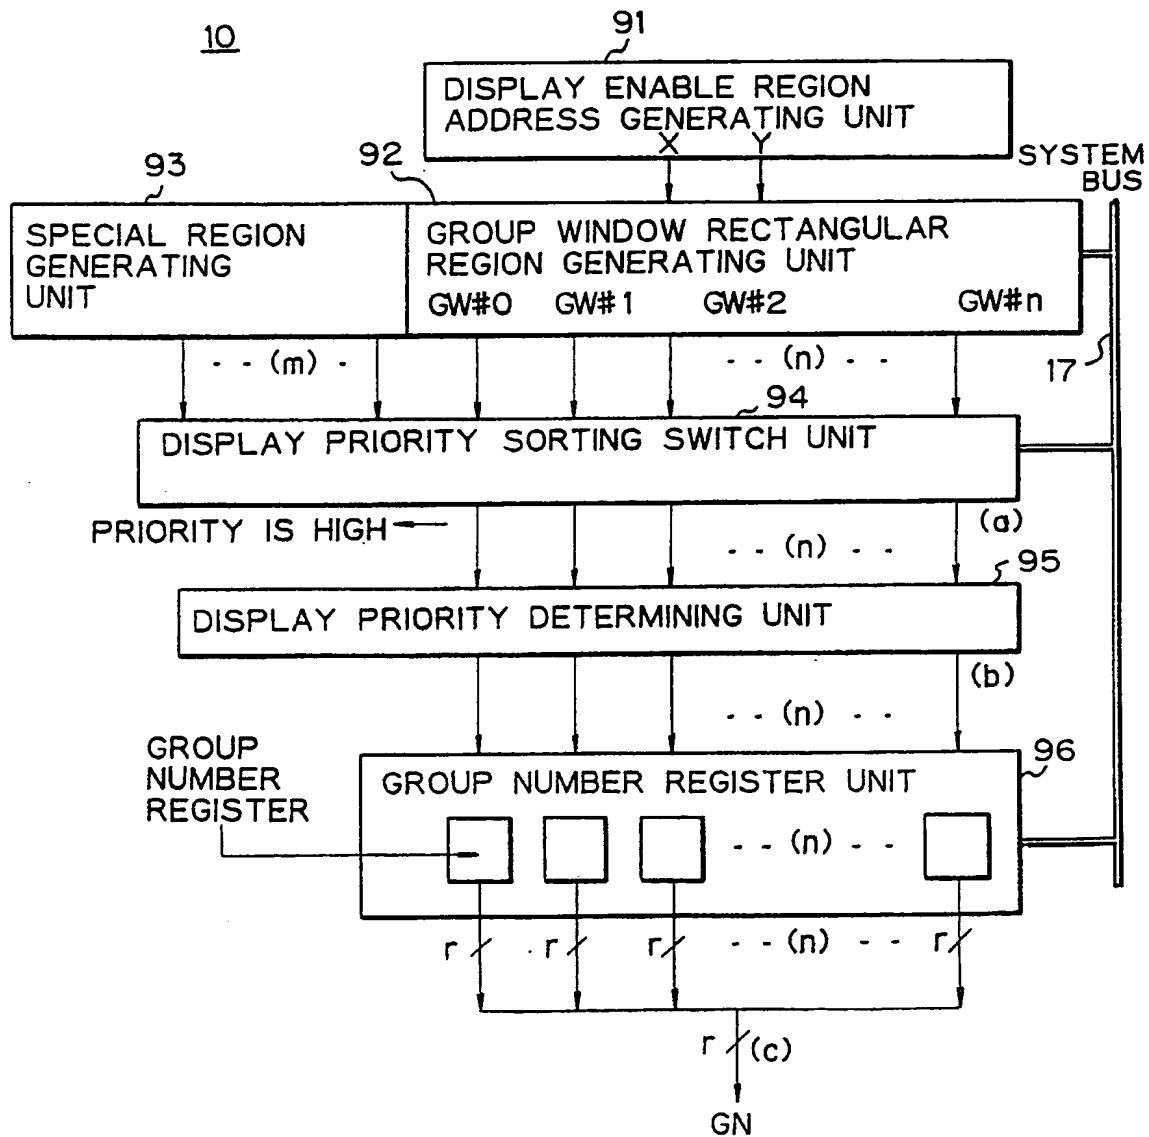 10
91
DISPLAY ENABLE REGION
ADDRESS GENERATING UNIT
X Y
SYSTEM
BUS
93
92
SPECIAL REGION
GENERATING
UNIT
GROUP WINDOW RECTANGULAR
REGION GENERATING UNIT
GW#0 GW#1 GW#2 GW#n
- - (m) -
- - (n) - -
17
94
DISPLAY PRIORITY SORTING SWITCH UNIT
PRIORITY IS HIGH
(a)
- - (n) - -
95
DISPLAY PRIORITY DETERMINING UNIT
(b)
- - (n) - -
GROUP
NUMBER
REGISTER
96
GROUP NUMBER REGISTER UNIT
- - (n) - -
r r r - - (n) - - r
r (c)
GN